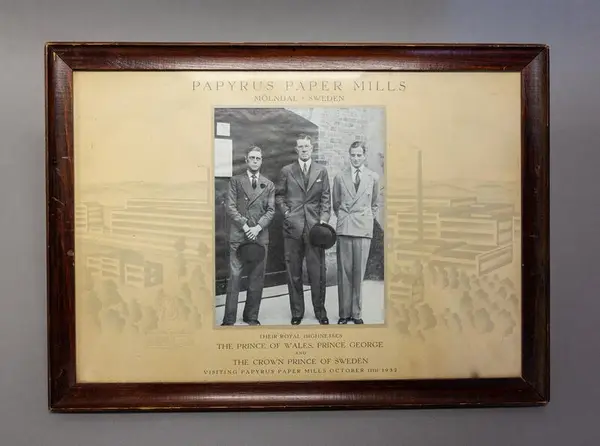 PAPYRUS PAPER MILLS
MÖLNDAL - SWEDEN
THEIR ROYAL HIGHNESSES
THE PRINCE OF WALES, PRINCE GEORGE
AND
THE CROWN PRINCE OF SWEDEN
VISITING PAPYRUS PAPER MILLS OCTOBER 11TH 1932